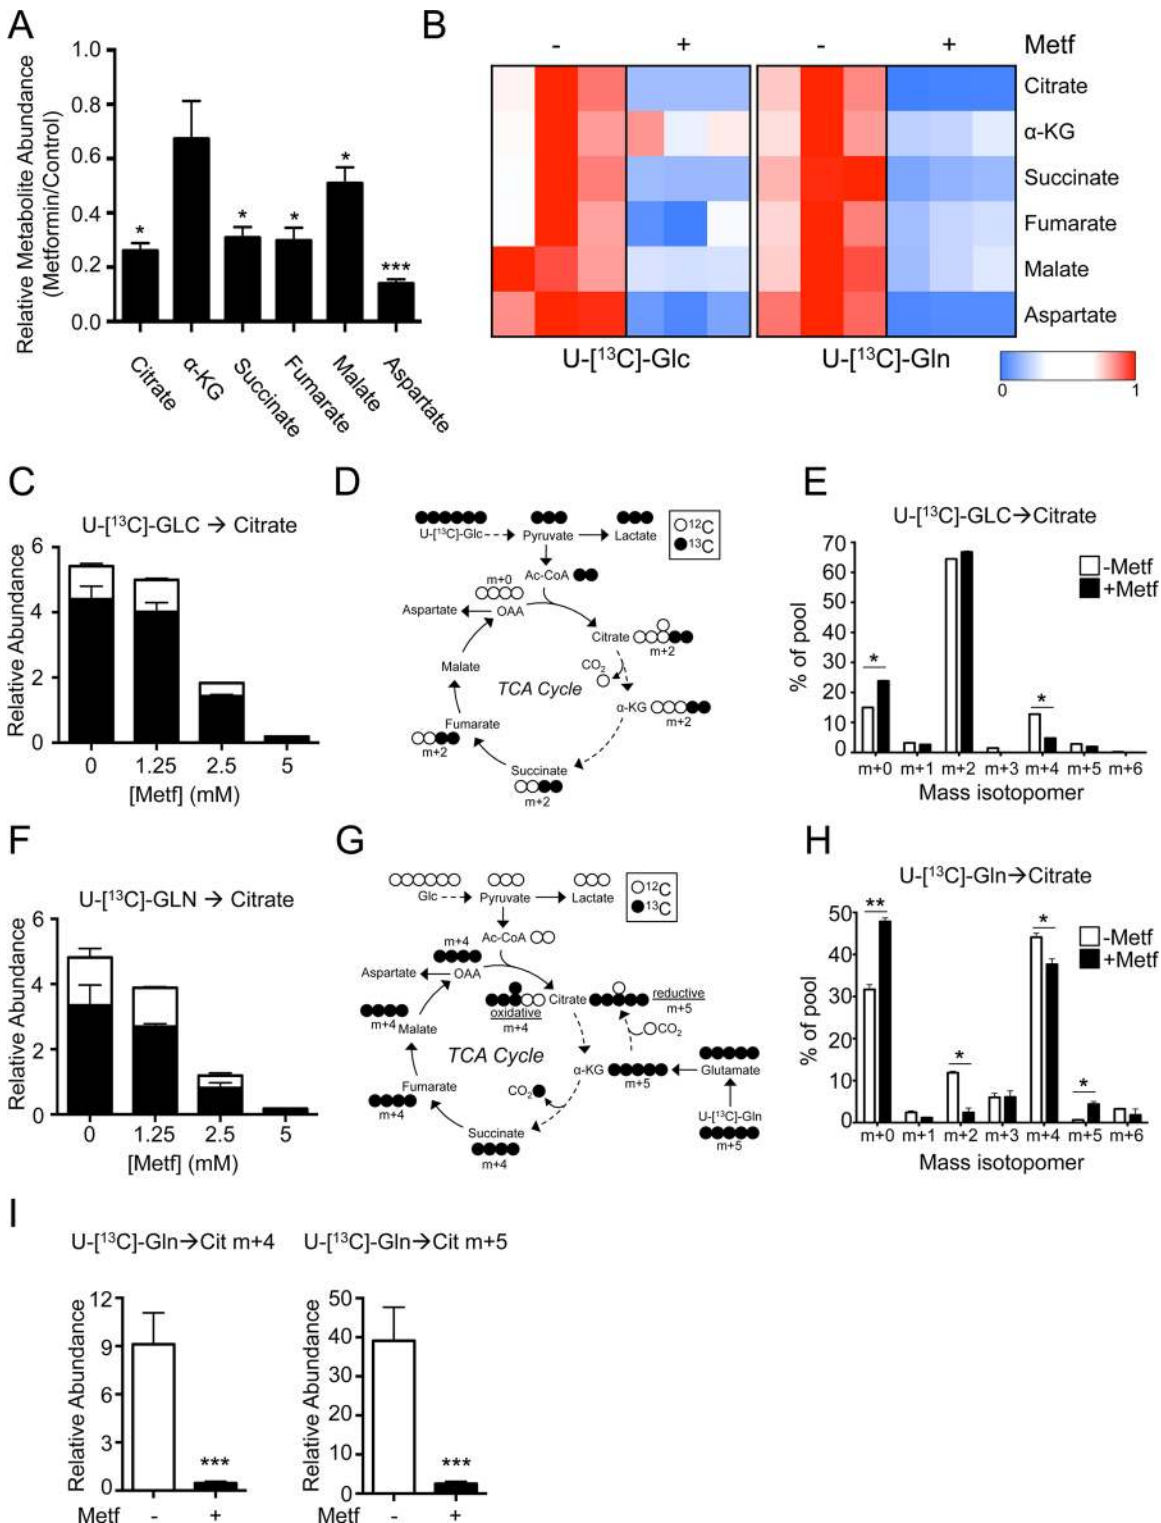 A
Relative Metabolite Abundance
(Metformin/Control)
1.0
0.8
0.6
0.4
0.2
0.0
*
*
*
*
***
Citrate
α-KG
Succinate
Fumarate
Malate
Aspartate
B
- + - + Metf
Citrate
α-KG
Succinate
Fumarate
Malate
Aspartate
U-[¹³C]-Glc U-[¹³C]-Gln
0 1
C
U-[¹³C]-GLC → Citrate
Relative Abundance
6
4
2
0
0 1.25 2.5 5
[Metf] (mM)
D
U-[¹³C]-Glc Pyruvate Lactate
¹²C
¹³C
Ac-CoA
m+0
Aspartate OAA
Citrate
m+2
CO₂
Malate
TCA Cycle
α-KG
m+2
Fumarate
m+2
Succinate
m+2
E
U-[¹³C]-GLC→Citrate
% of pool
70
60
50
40
30
20
10
0
-Metf
+Metf
*
*
m+0 m+1 m+2 m+3 m+4 m+5 m+6
Mass isotopomer
F
U-[¹³C]-GLN → Citrate
Relative Abundance
6
4
2
0
0 1.25 2.5 5
[Metf] (mM)
G
Glc Pyruvate Lactate
¹²C
¹³C
Ac-CoA
m+4
Aspartate OAA
Citrate
oxidative
m+4
reductive
m+5
CO₂
m+4 Malate
TCA Cycle
α-KG
m+5
Glutamate
CO₂
Fumarate
m+4
U-[¹³C]-Gln
m+5
Succinate
m+4
H
U-[¹³C]-Gln→Citrate
% of pool
50
40
30
20
10
0
-Metf
+Metf
**
*
*
*
m+0 m+1 m+2 m+3 m+4 m+5 m+6
Mass isotopomer
I
U-[¹³C]-Gln→Cit m+4
Relative Abundance
12
9
6
3
0
***
Metf - +
U-[¹³C]-Gln→Cit m+5
Relative Abundance
50
40
30
20
10
0
***
Metf - +